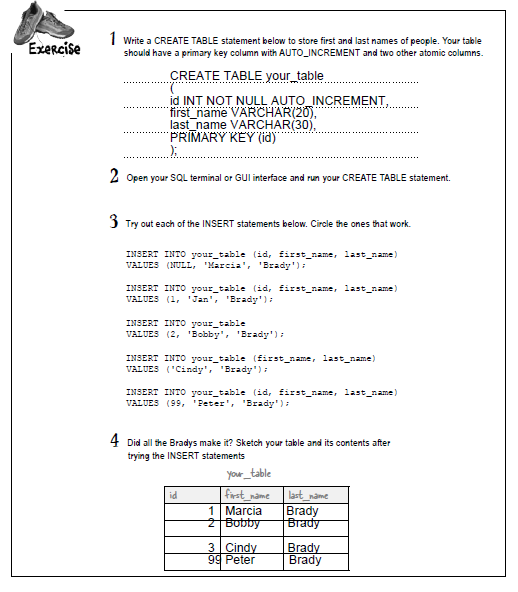 Exercise
1 Write a CREATE TABLE statement below to store first and last names of people. Your table
should have a primary key column with AUTO_INCREMENT and two other atomic columns.
CREATE TABLE your_table
(
id INT NOT NULL AUTO_INCREMENT,
first_name VARCHAR(20),
last_name VARCHAR(30),
PRIMARY KEY (id)
);
2 Open your SQL terminal or GUI interface and run your CREATE TABLE statement.
3 Try out each of the INSERT statements below. Circle the ones that work.
INSERT INTO your_table (id, first_name, last_name)
VALUES (NULL, 'Marcia', 'Brady');
INSERT INTO your_table (id, first_name, last_name)
VALUES (1, 'Jan', 'Brady');
INSERT INTO your_table
VALUES (2, 'Bobby', 'Brady');
INSERT INTO your_table (first_name, last_name)
VALUES ('Cindy', 'Brady');
INSERT INTO your_table (id, first_name, last_name)
VALUES (99, 'Peter', 'Brady');
4 Did all the Bradys make it? Sketch your table and its contents after
trying the INSERT statements
your_table
id first_name last_name
1 Marcia Brady
2 Bobby Brady
3 Cindy Brady
99 Peter Brady